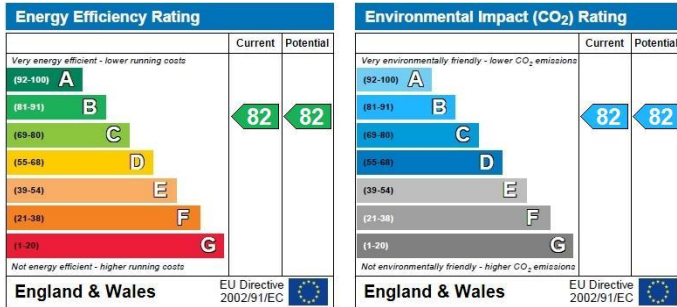 Energy Efficiency Rating
Current Potential
Very energy efficient - lower running costs
(92-100) A
(81-91) B
82 82
(69-80) C
(55-68) D
(39-54) E
(21-38) F
(1-20) G
Not energy efficient - higher running costs
England & Wales
EU Directive
2002/91/EC
Environmental Impact (CO2) Rating
Current Potential
Very environmentally friendly - lower CO2 emissions
(92-100) A
(81-91) B
82 82
(69-80) C
(55-68) D
(39-54) E
(21-38) F
(1-20) G
Not environmentally friendly - higher CO2 emissions
England & Wales
EU Directive
2002/91/EC